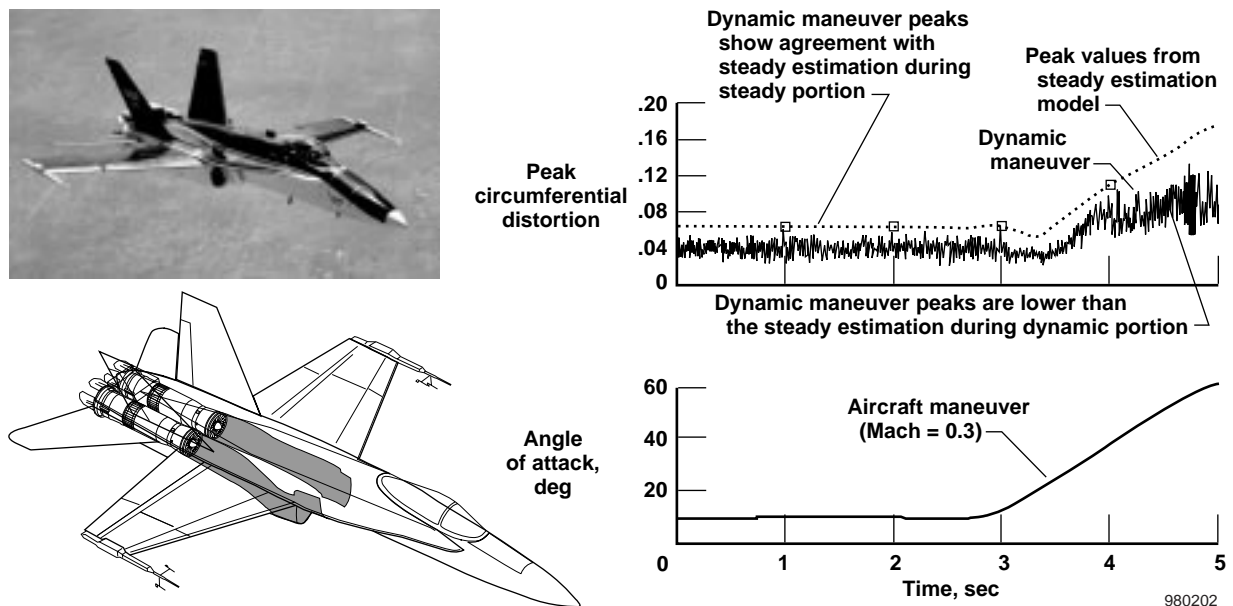 Dynamic maneuver peaks
show agreement with
steady estimation during
steady portion
Peak values from
steady estimation
model
Dynamic
maneuver
Peak
circumferential
distortion
.20
.16
.12
.08
.04
0
Dynamic maneuver peaks are lower than
the steady estimation during dynamic portion
Aircraft maneuver
(Mach = 0.3)
Angle
of attack,
deg
60
40
20
0
1
2
3
4
5
Time, sec
980202